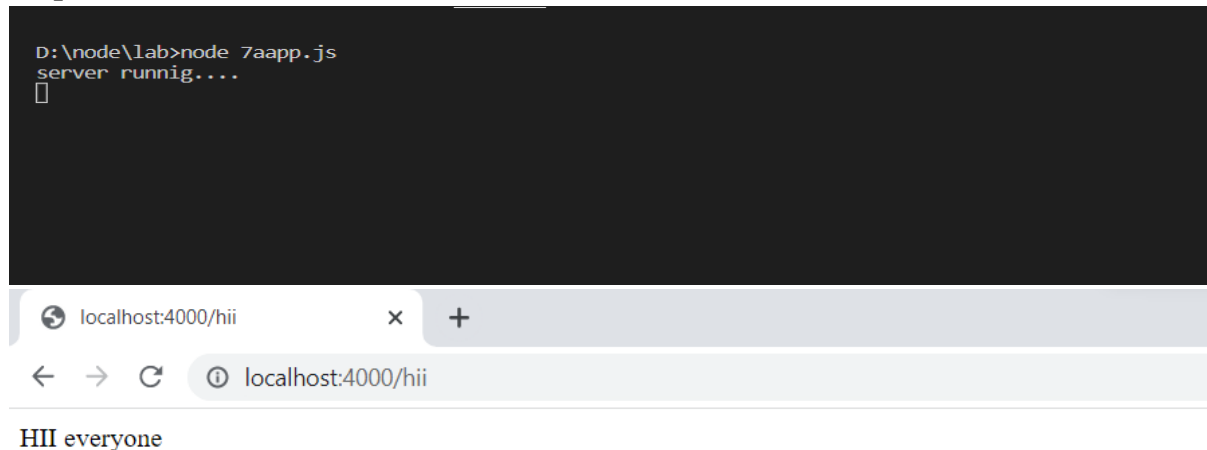 D:\node\lab>node 7aapp.js
server runnig....
localhost:4000/hii
localhost:4000/hii
HII everyone